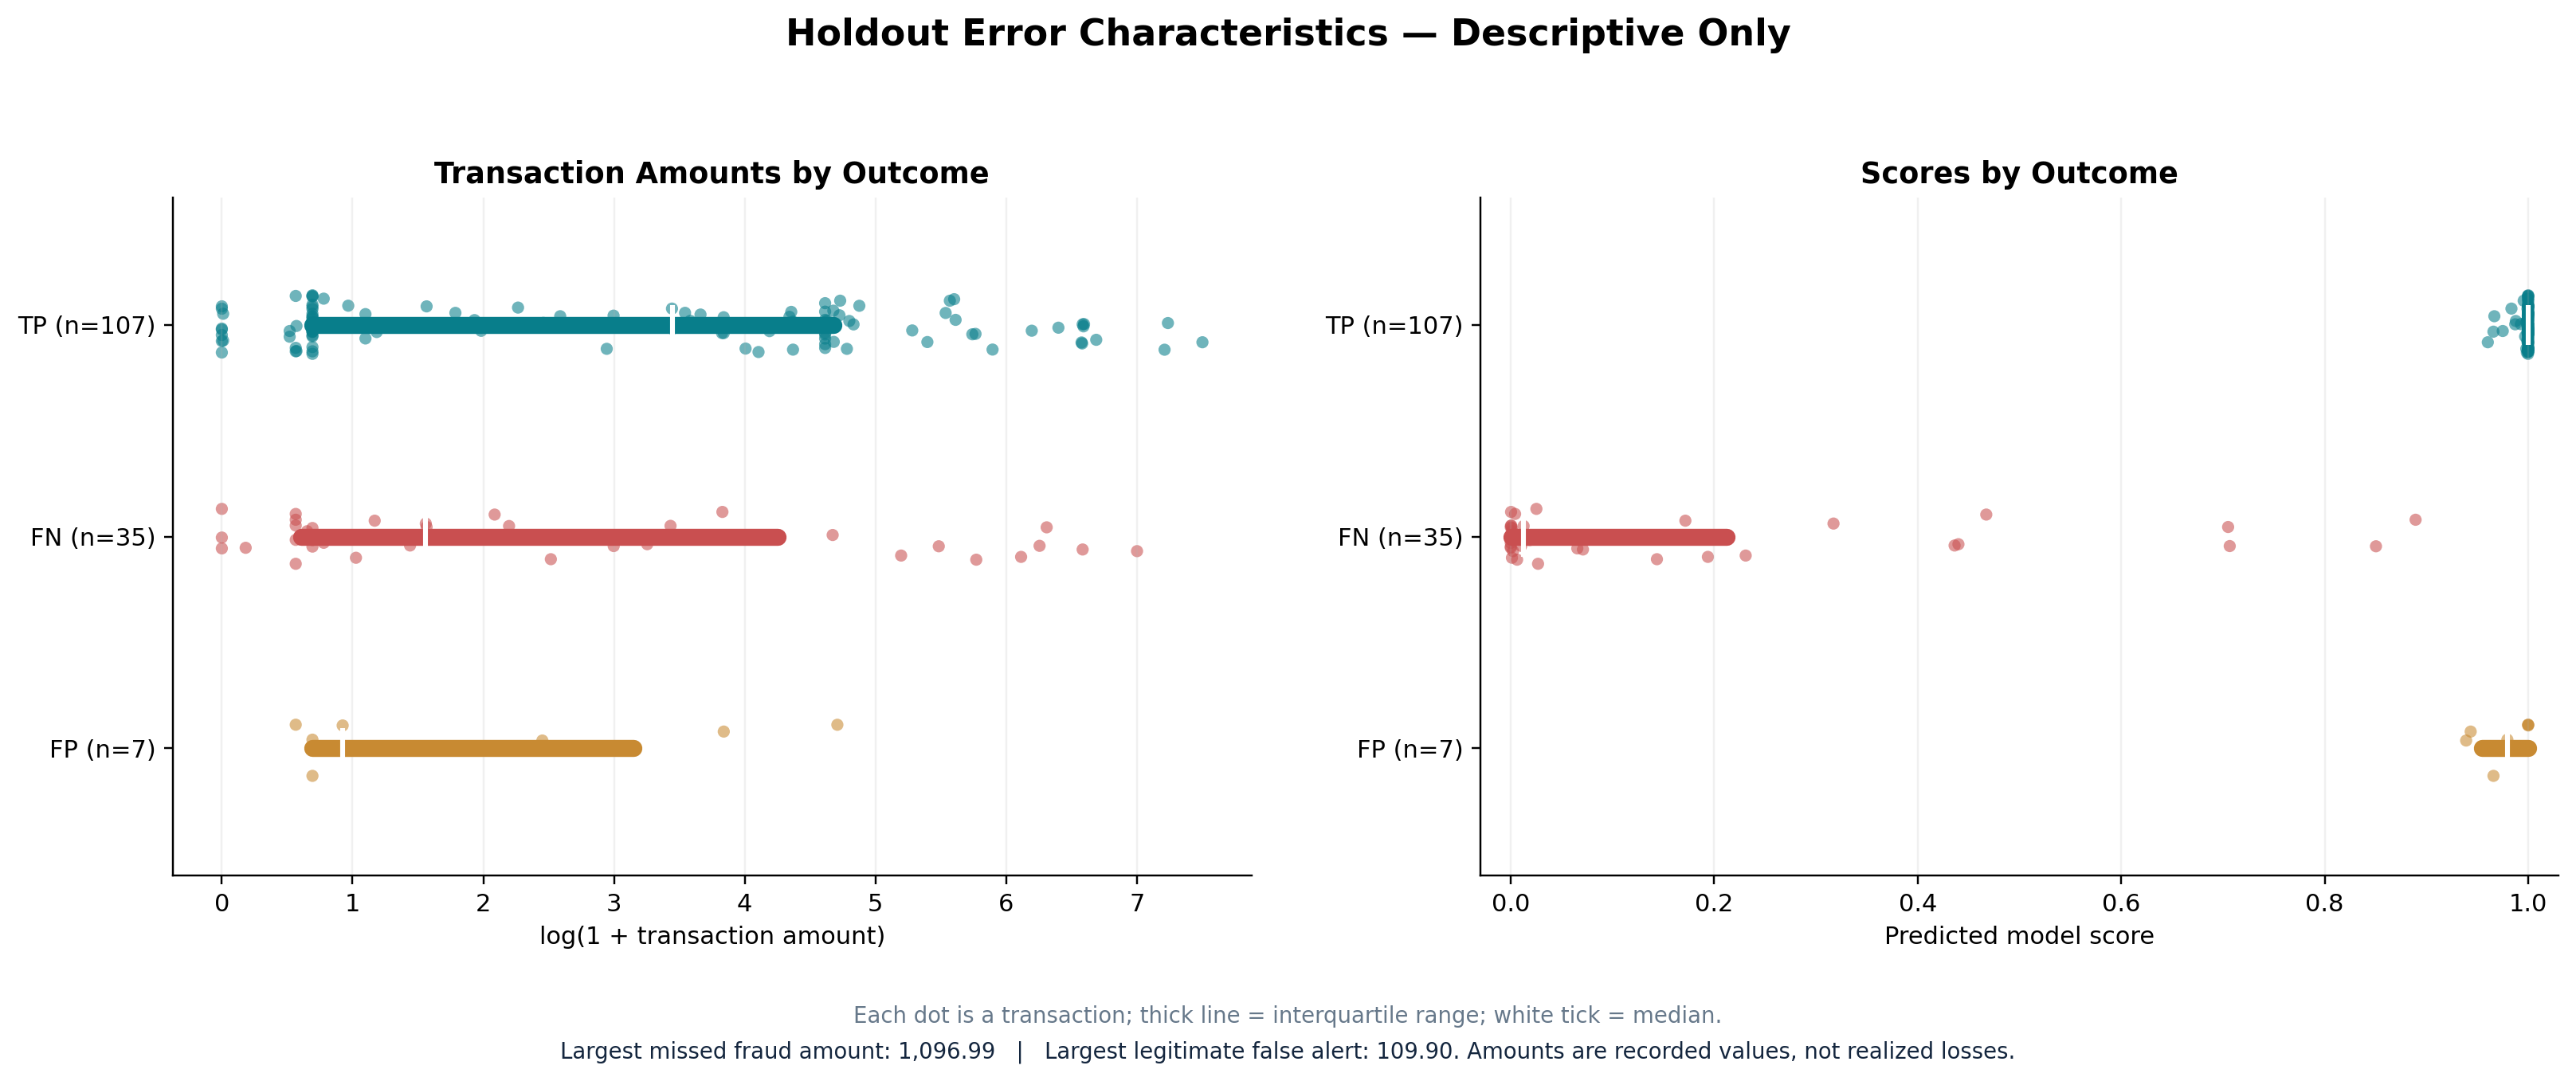 Holdout Error Characteristics — Descriptive Only
Transaction Amounts by Outcome
TP (n=107)
FN (n=35)
FP (n=7)
0 1 2 3 4 5 6 7
log(1 + transaction amount)
Scores by Outcome
TP (n=107)
FN (n=35)
FP (n=7)
0.0 0.2 0.4 0.6 0.8 1.0
Predicted model score
Each dot is a transaction; thick line = interquartile range; white tick = median.
Largest missed fraud amount: 1,096.99 | Largest legitimate false alert: 109.90. Amounts are recorded values, not realized losses.